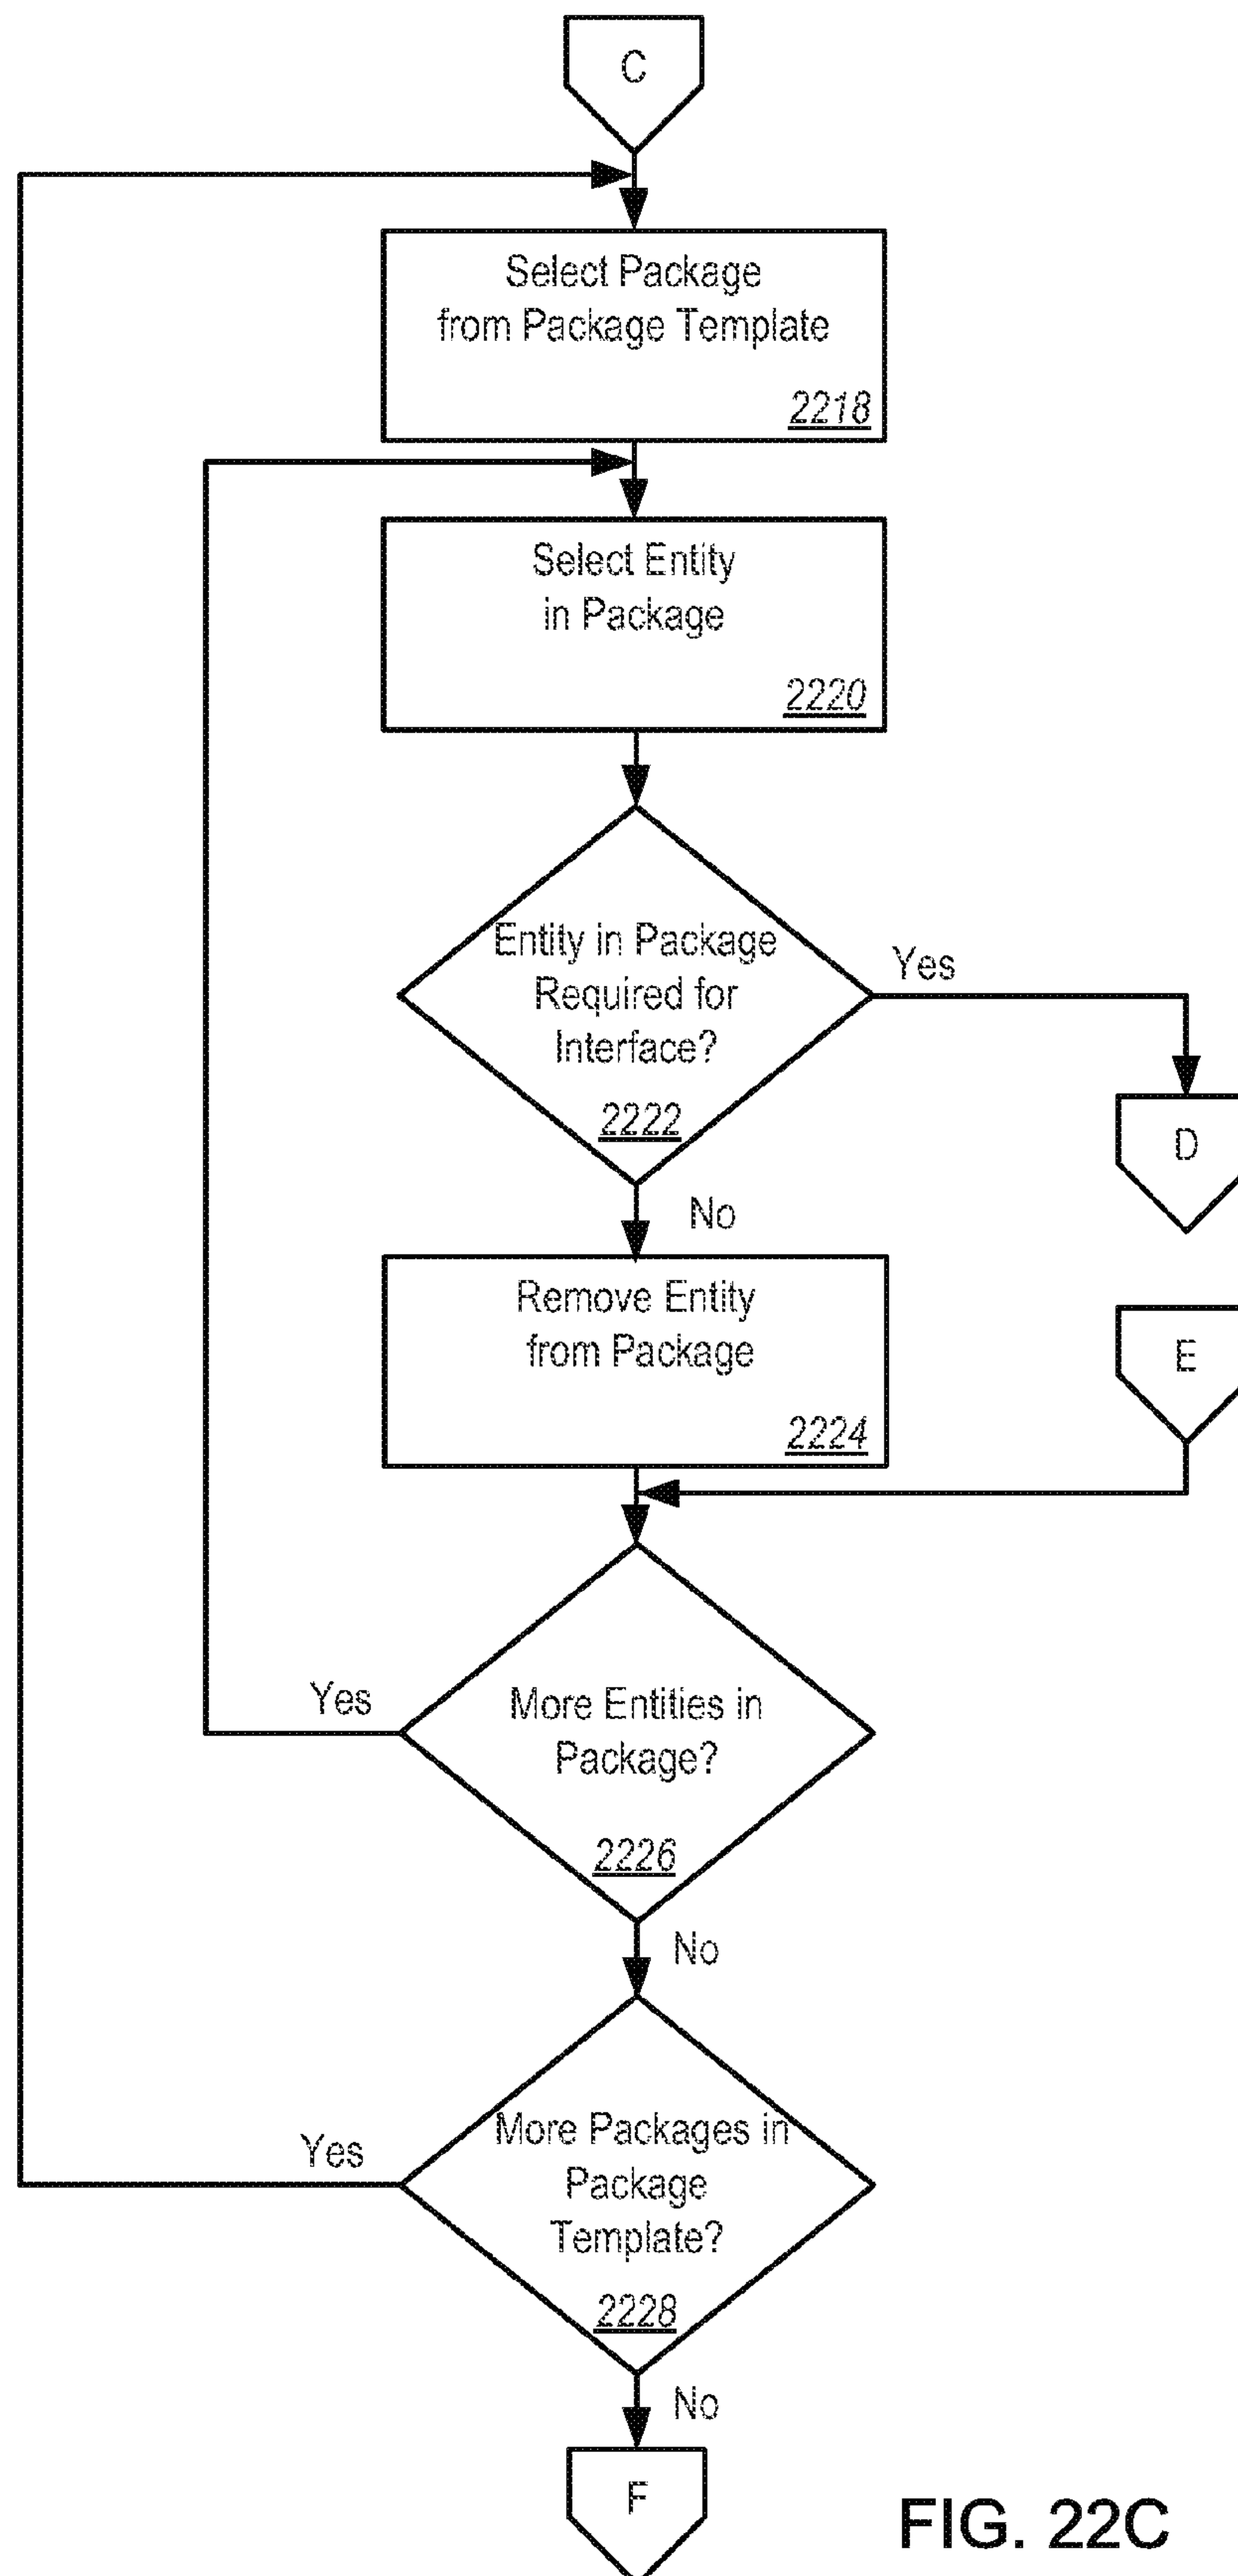 C
Select Package
from Package Template
2218
Select Entity
in Package
2220
Entity in Package
Required for
Interface?
2222
Yes
D
No
Remove Entity
from Package
2224
E
More Entities in
Package?
2226
Yes
No
More Packages in
Package
Template?
2228
Yes
No
F
FIG. 22C